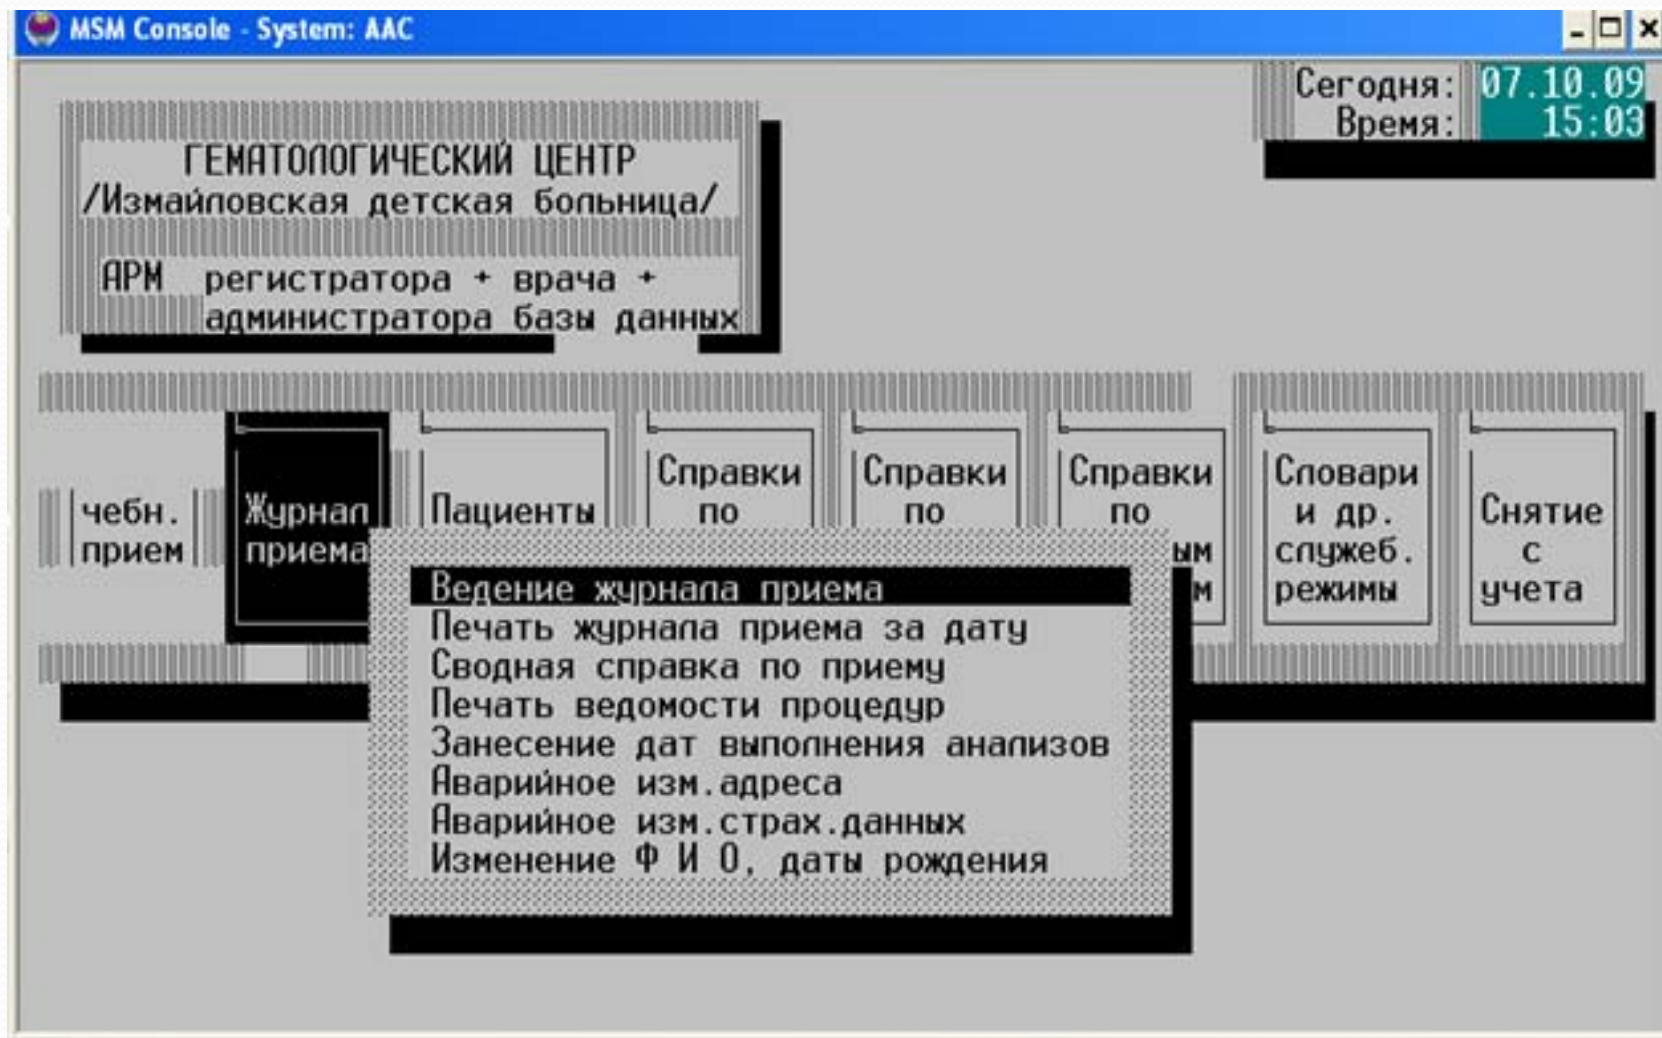 MSM Console - System: AAC
Сегодня: 07.10.09
Время: 15:03
ГЕМАТОЛОГИЧЕСКИЙ ЦЕНТР
/Измайловская детская больница/
АРМ регистратора + врача +
администратора базы данных
чебн.
прием
Журнал
приема
Пациенты
Справки
по
Справки
по
Справки
по
ым
м
Словари
и др.
служеб.
режимы
Снятие
с
учета
Ведение журнала приема
Печать журнала приема за дату
Сводная справка по приему
Печать ведомости процедур
Занесение дат выполнения анализов
Аварийное изм.адреса
Аварийное изм.страх.данных
Изменение Ф И О, даты рождения